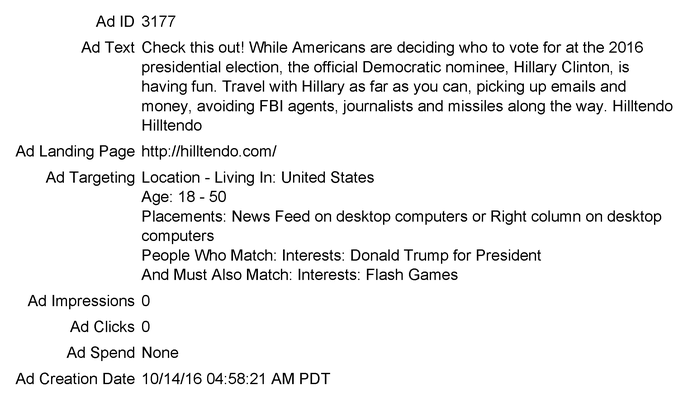 Ad ID 3177
Ad Text Check this out! While Americans are deciding who to vote for at the 2016
presidential election, the official Democratic nominee, Hillary Clinton, is
having fun. Travel with Hillary as far as you can, picking up emails and
money, avoiding FBI agents, journalists and missiles along the way. Hilltendo
Hilltendo
Ad Landing Page http://hilltendo.com/
Ad Targeting Location - Living In: United States
Age: 18 - 50
Placements: News Feed on desktop computers or Right column on desktop
computers
People Who Match: Interests: Donald Trump for President
And Must Also Match: Interests: Flash Games
Ad Impressions 0
Ad Clicks 0
Ad Spend None
Ad Creation Date 10/14/16 04:58:21 AM PDT